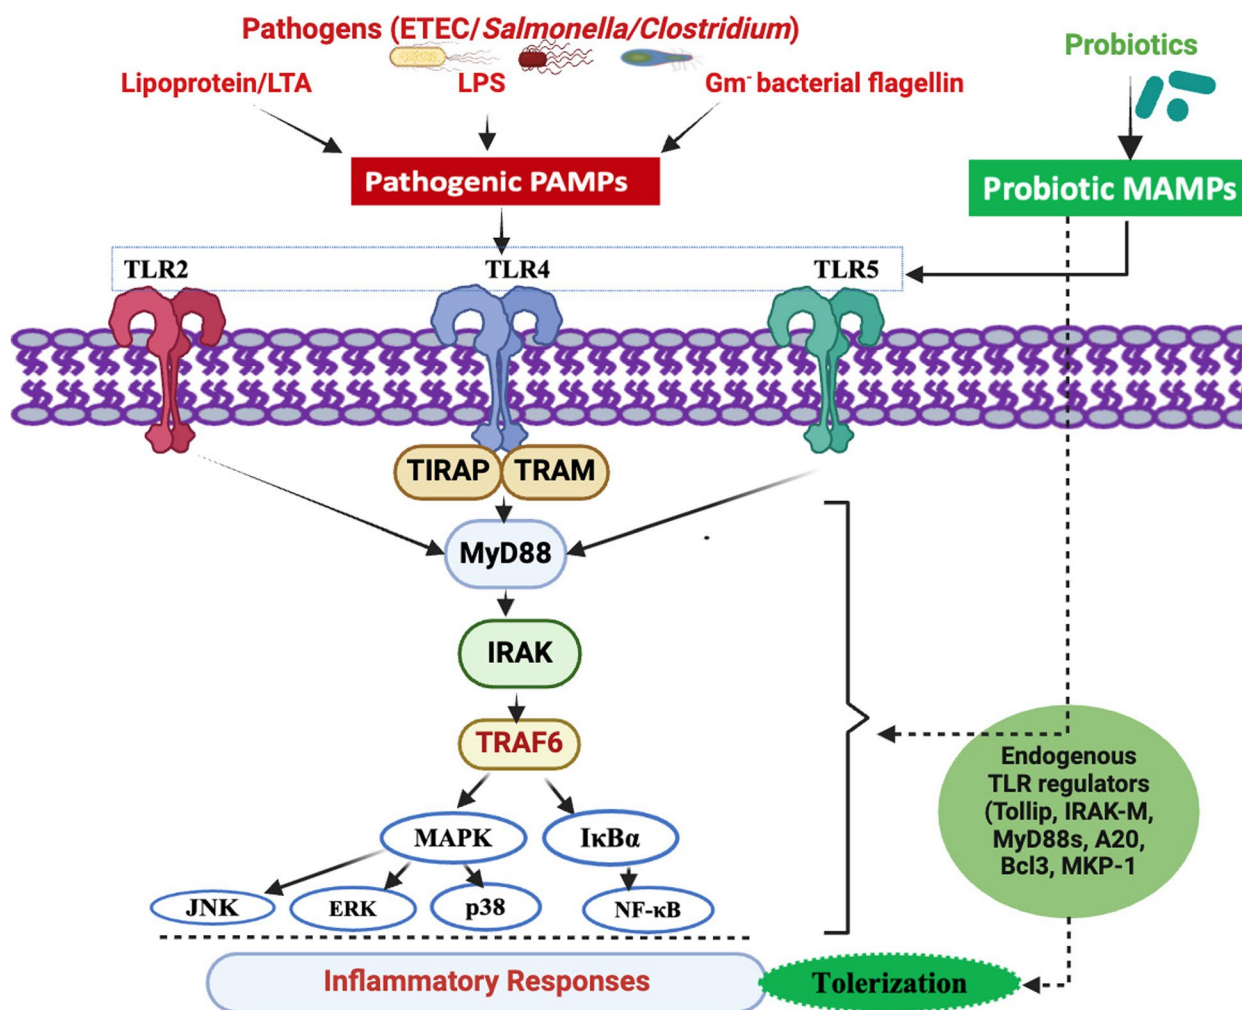 Pathogens (ETEC/Salmonella/Clostridium)
Probiotics
Lipoprotein/LTA
LPS
Gm⁻ bacterial flagellin
Pathogenic PAMPs
Probiotic MAMPs
TLR2
TLR4
TLR5
TIRAP
TRAM
MyD88
IRAK
TRAF6
MAPK
IκBα
JNK
ERK
p38
NF-κB
Endogenous
TLR regulators
(Tollip, IRAK-M,
MyD88s, A20,
Bcl3, MKP-1
Inflammatory Responses
Tolerization